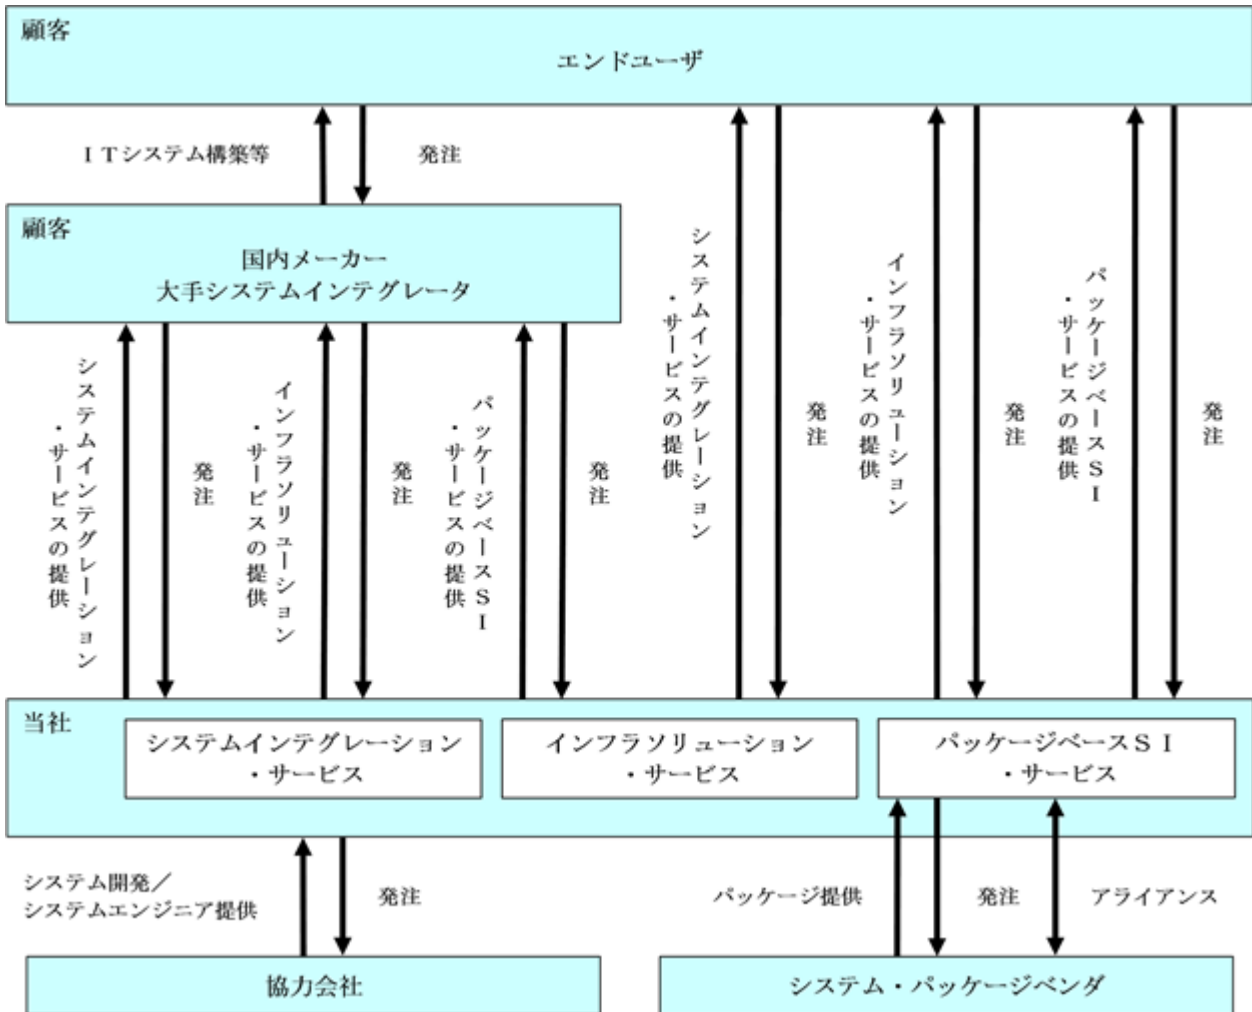 顧客
エンドユーザ
ITシステム構築等
発注
顧客
国内メーカー
大手システムインテグレータ
システムインテグレーション
・サービスの提供
発注
インフラソリューション
・サービスの提供
発注
パッケージベースSI
・サービスの提供
発注
システムインテグレーション
・サービスの提供
発注
インフラソリューション
・サービスの提供
発注
パッケージベースSI
・サービスの提供
発注
当社
システムインテグレーション
・サービス
インフラソリューション
・サービス
パッケージベースSI
・サービス
システム開発/
システムエンジニア提供
発注
パッケージ提供
発注
アライアンス
協力会社
システム・パッケージベンダ